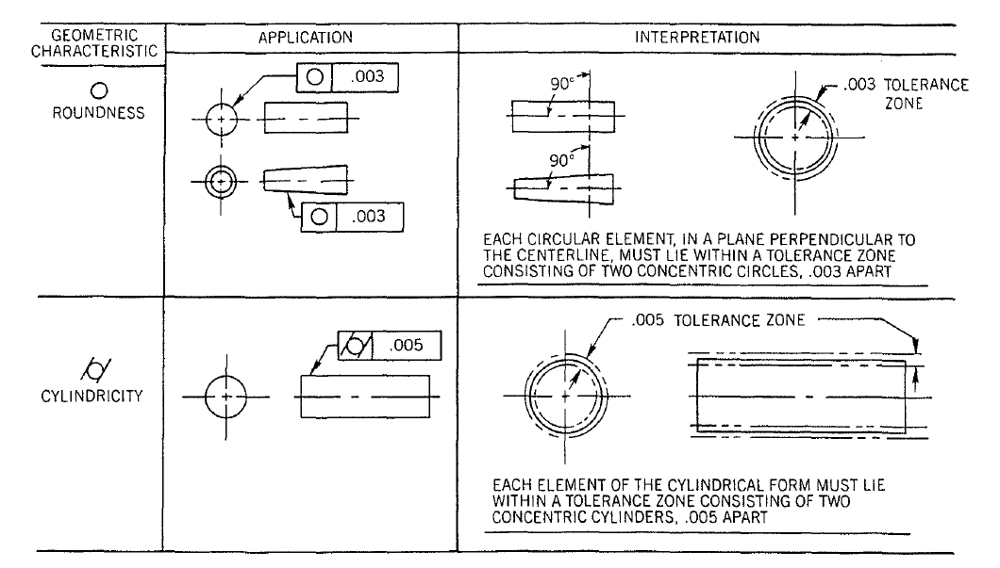 GEOMETRIC
CHARACTERISTIC
APPLICATION
INTERPRETATION
ROUNDNESS
.003
.003
90°
90°
.003 TOLERANCE
ZONE
EACH CIRCULAR ELEMENT, IN A PLANE PERPENDICULAR TO
THE CENTERLINE, MUST LIE WITHIN A TOLERANCE ZONE
CONSISTING OF TWO CONCENTRIC CIRCLES, .003 APART
CYLINDRICITY
.005
.005 TOLERANCE ZONE
EACH ELEMENT OF THE CYLINDRICAL FORM MUST LIE
WITHIN A TOLERANCE ZONE CONSISTING OF TWO
CONCENTRIC CYLINDERS, .005 APART